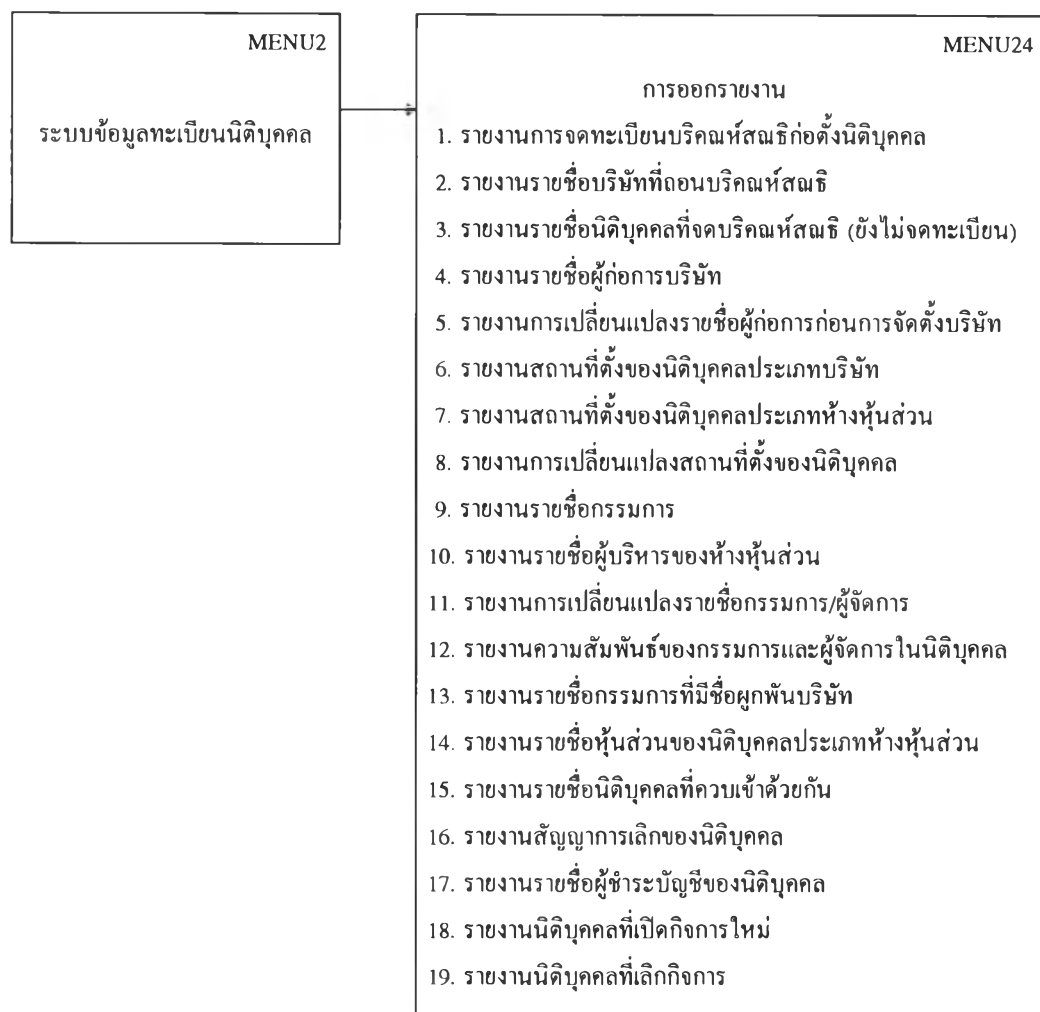 MENU2
ระบบข้อมูลทะเบียนนิติบุคคล
MENU24
การออกรายงาน
1. รายงานการจดทะเบียนบริคณห์สณธิก่อตั้งนิติบุคคล
2. รายงานรายชื่อบริษัทที่ถอนบริคณห์สณธิ
3. รายงานรายชื่อนิติบุคคลที่จดบริคณห์สณธิ (ยังไม่จดทะเบียน)
4. รายงานรายชื่อผู้ก่อการบริษัท
5. รายงานการเปลี่ยนแปลงรายชื่อผู้ก่อการก่อนการจัดตั้งบริษัท
6. รายงานสถานที่ตั้งของนิติบุคคลประเภทบริษัท
7. รายงานสถานที่ตั้งของนิติบุคคลประเภทห้างหุ้นส่วน
8. รายงานการเปลี่ยนแปลงสถานที่ตั้งของนิติบุคคล
9. รายงานรายชื่อกรรมการ
10. รายงานรายชื่อผู้บริหารของห้างหุ้นส่วน
11. รายงานการเปลี่ยนแปลงรายชื่อกรรมการ/ผู้จัดการ
12. รายงานความสัมพันธ์ของกรรมการและผู้จัดการในนิติบุคคล
13. รายงานรายชื่อกรรมการที่มีชื่อผูกพันบริษัท
14. รายงานรายชื่อหุ้นส่วนของนิติบุคคลประเภทห้างหุ้นส่วน
15. รายงานรายชื่อนิติบุคคลที่ควบเข้าด้วยกัน
16. รายงานสัญญาการเลิกของนิติบุคคล
17. รายงานรายชื่อผู้ชำระบัญชีของนิติบุคคล
18. รายงานนิติบุคคลที่เปิดกิจการใหม่
19. รายงานนิติบุคคลที่เลิกกิจการ